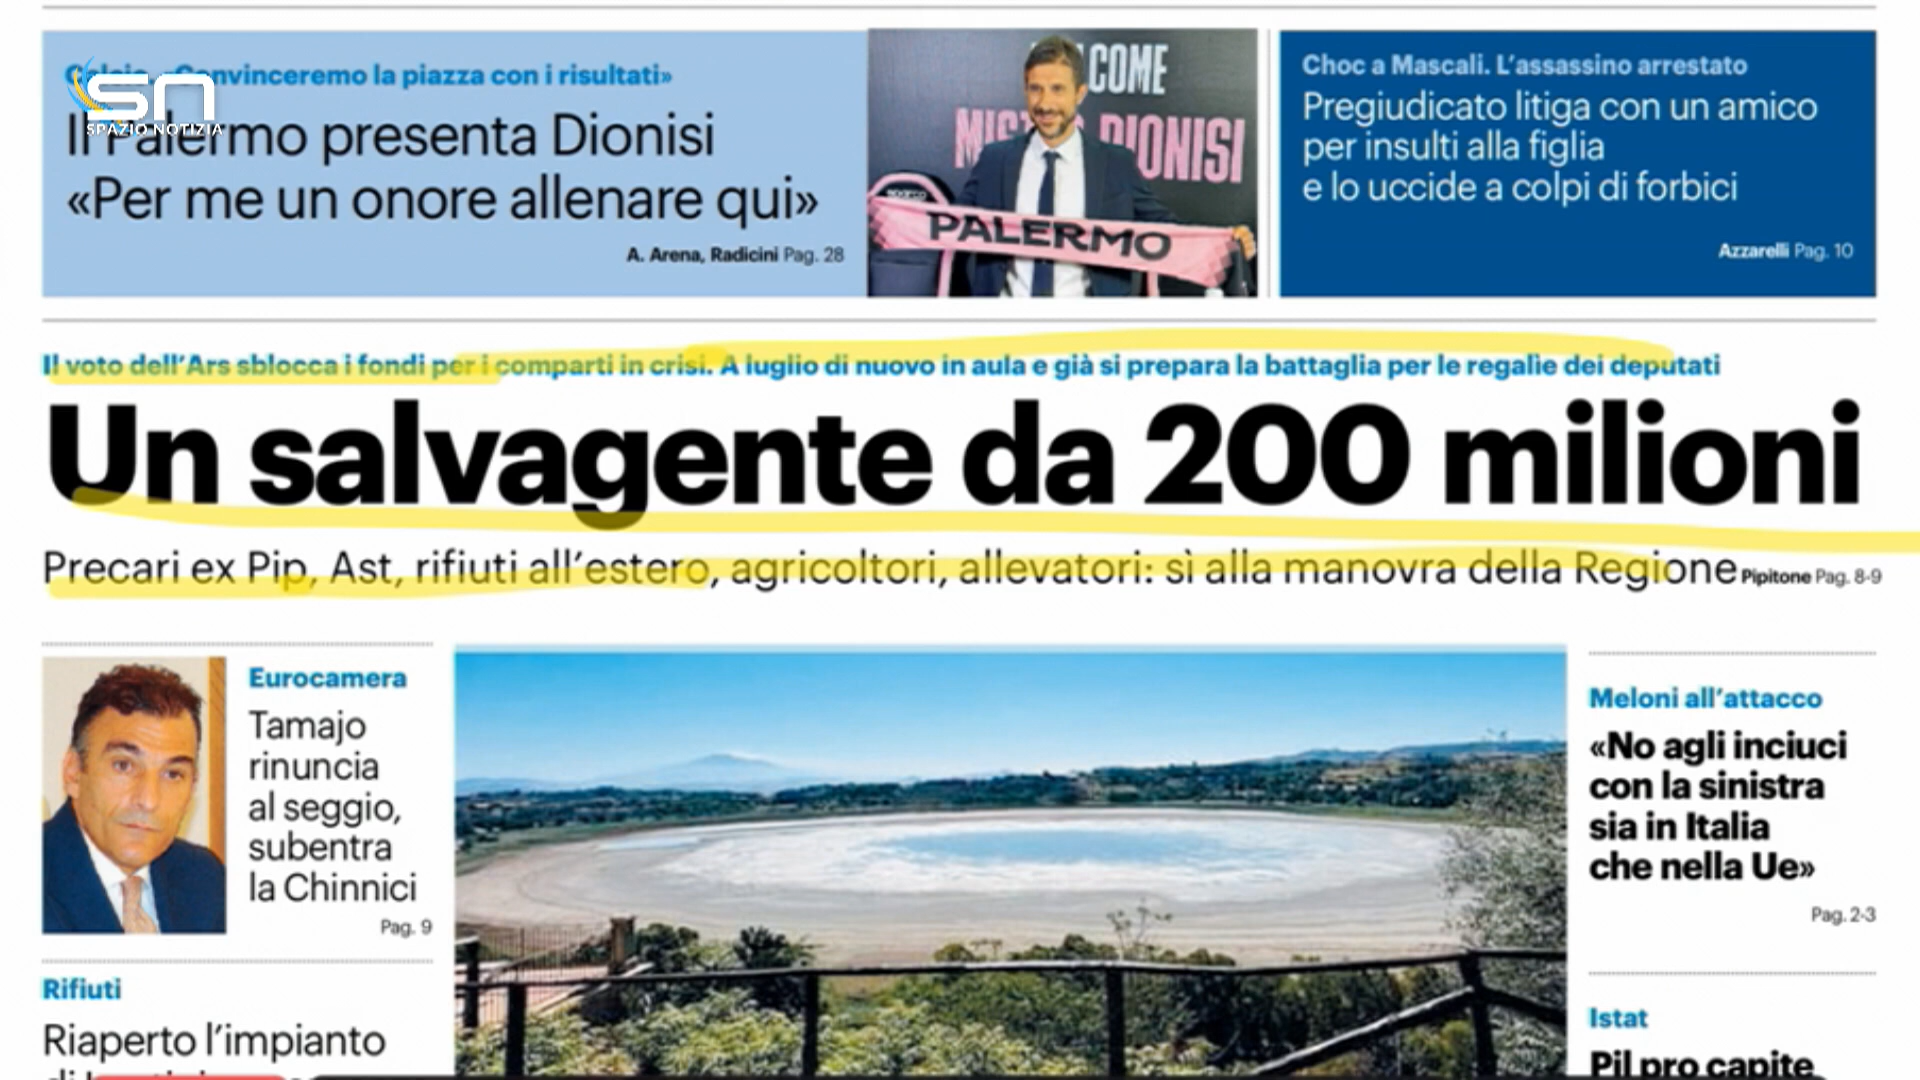 SN
SPAZIO NOTIZIA
«Convinceremo la piazza con i risultati»
Il Palermo presenta Dionisi
«Per me un onore allenare qui»
A. Arena, Radicini Pag. 28
COME
DIONISI
sparco
PALERMO
Choc a Mascali. L'assassino arrestato
Pregiudicato litiga con un amico
per insulti alla figlia
e lo uccide a colpi di forbici
Azzarelli Pag. 10
Il voto dell'Ars sblocca i fondi per i comparti in crisi. A luglio di nuovo in aula e già si prepara la battaglia per le regalie dei deputati
Un salvagente da 200 milioni
Precari ex Pip, Ast, rifiuti all'estero, agricoltori, allevatori: sì alla manovra della Regione Pipitone Pag. 8-9
Eurocamera
Tamajo
rinuncia
al seggio,
subentra
la Chinnici
Pag. 9
Rifiuti
Riaperto l'impianto
Meloni all'attacco
«No agli inciuci
con la sinistra
sia in Italia
che nella Ue»
Pag. 2-3
Istat
Pil pro capite